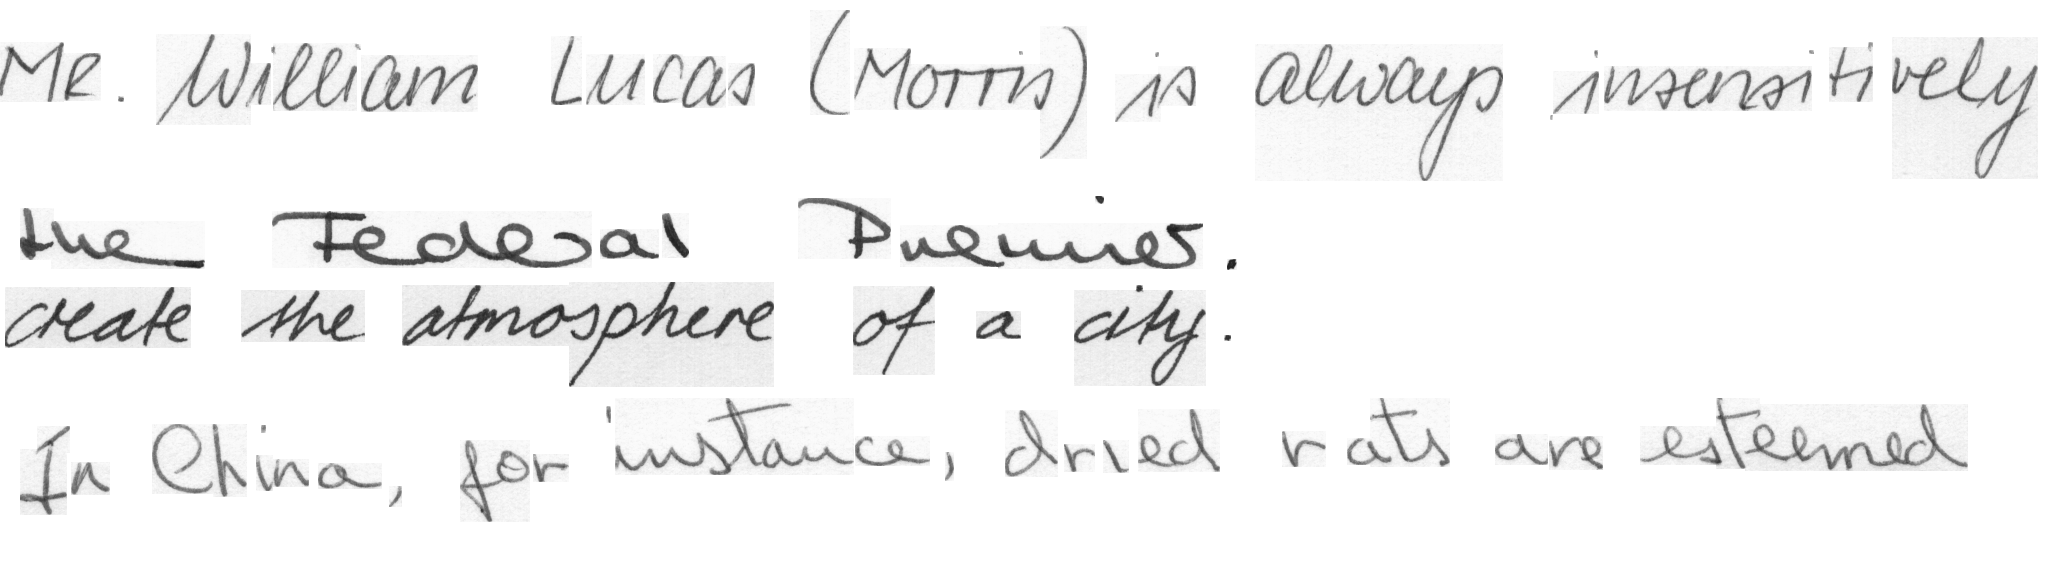 Mr. William Lucas (Morris) is always insensitively
the Federal Premier.
create the atmosphere of a city.
In China, for instance, dried rats are esteemed